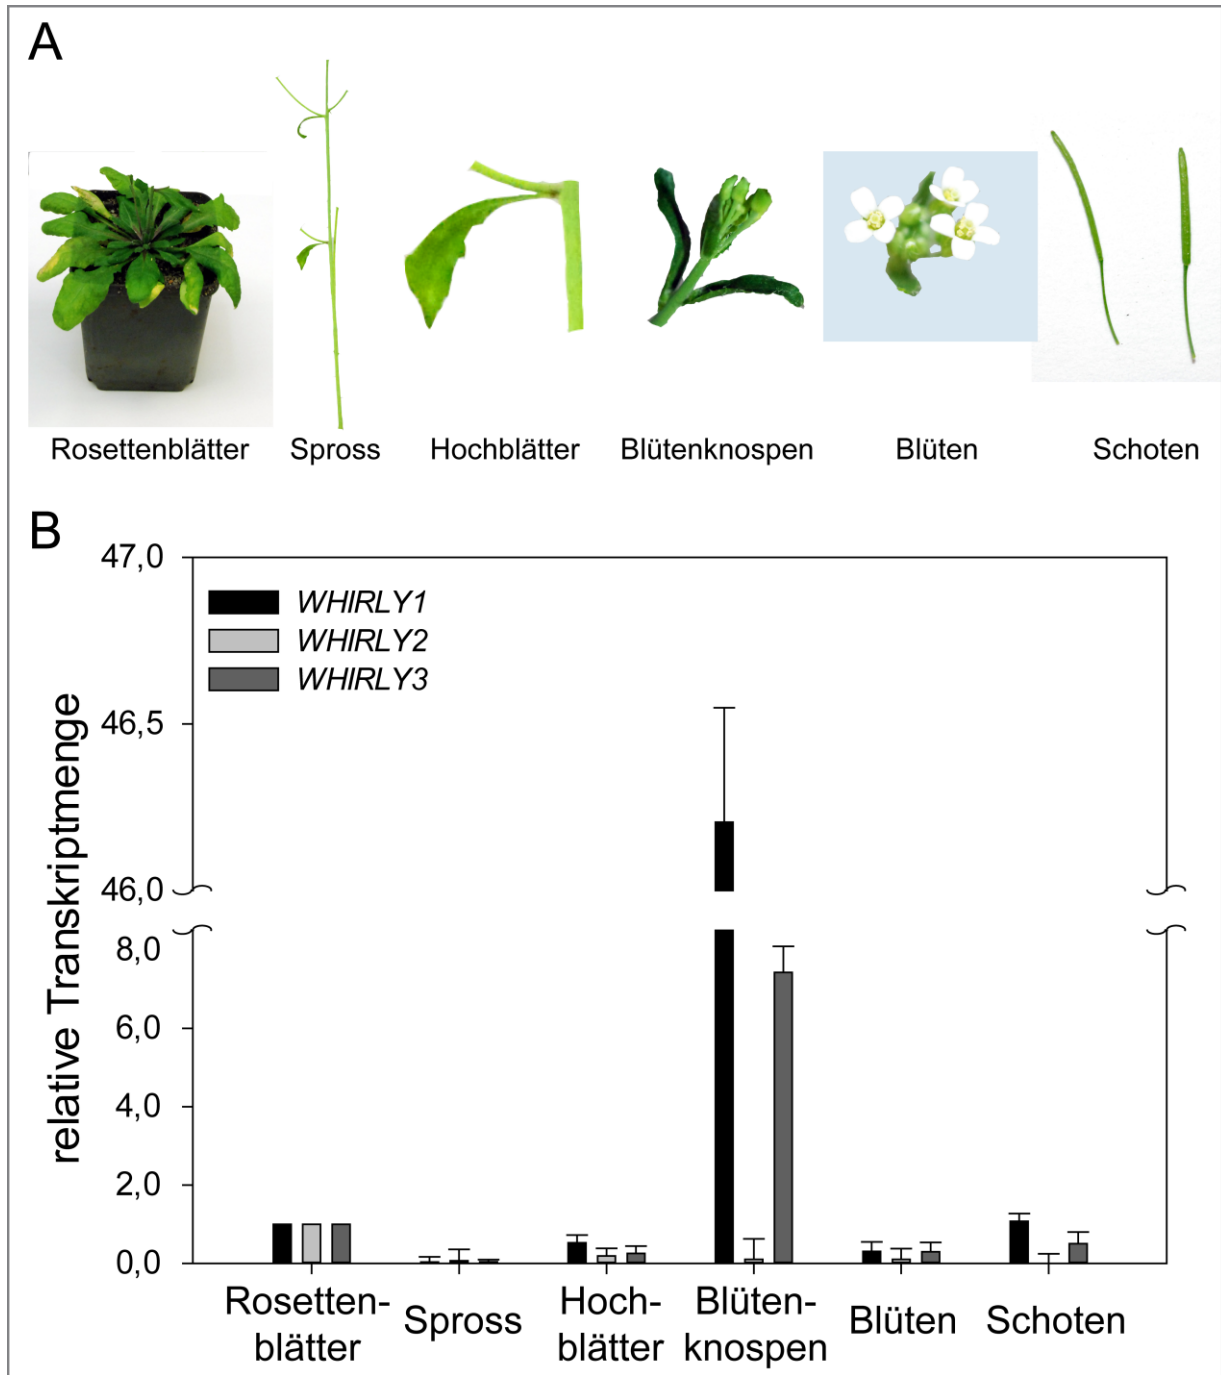 A
Rosettenblätter Spross Hochblätter Blütenknospen Blüten Schoten
B
47,0
46,5
46,0
8,0
6,0
4,0
2,0
0,0
relative Transkriptmenge
WHIRLY1
WHIRLY2
WHIRLY3
Rosetten-
blätter
Spross
Hoch-
blätter
Blüten-
knospen
Blüten
Schoten